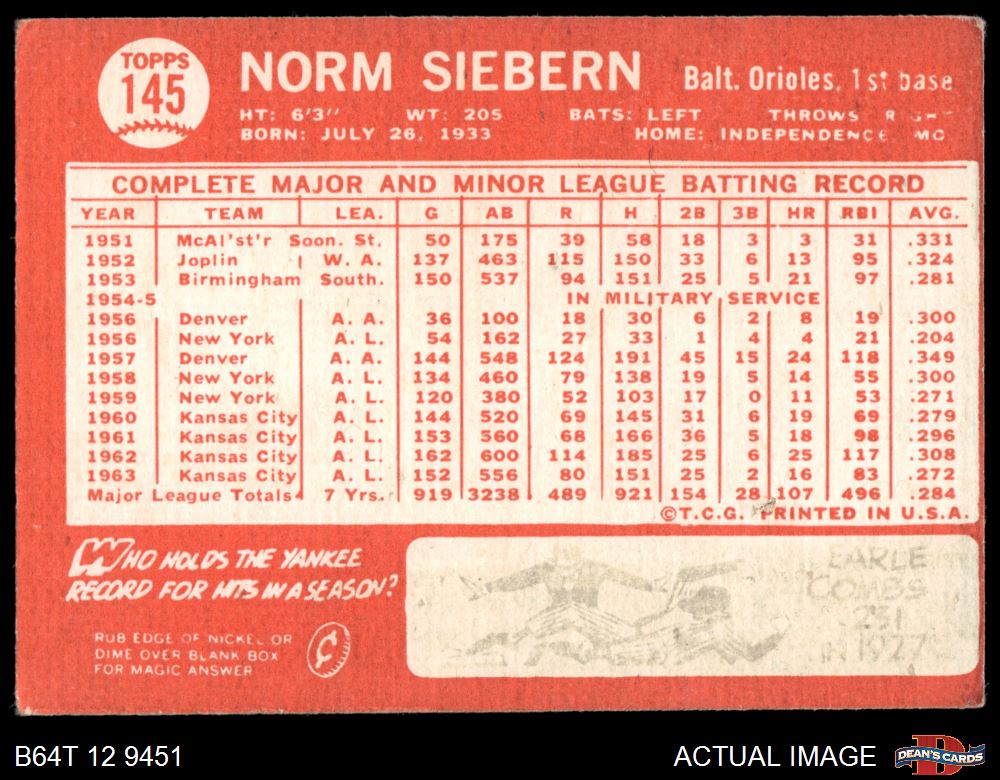 TOPPS
145
NORM SIEBERN Balt. Orioles, 1st base
HT: 6'3" WT: 205 BATS: LEFT THROWS
BORN: JULY 26, 1933 HOME: INDEPENDENCE MO
COMPLETE MAJOR AND MINOR LEAGUE BATTING RECORD
YEAR TEAM LEA. G AB R H 2B 3B HR RBI AVG.
1951 McAl'st'r Soon. St. 50 175 39 58 18 3 3 31 .331
1952 Joplin W. A. 137 463 115 150 33 6 13 95 .324
1953 Birmingham South. 150 537 94 151 25 5 21 97 .281
1954-5 IN MILITARY SERVICE
1956 Denver A. A. 36 100 18 30 6 2 8 19 .300
1956 New York A. L. 54 162 27 33 1 4 4 21 .204
1957 Denver A. A. 144 548 124 191 45 15 24 118 .349
1958 New York A. L. 134 460 79 138 19 5 14 55 .300
1959 New York A. L. 120 380 52 103 17 0 11 53 .271
1960 Kansas City A. L. 144 520 69 145 31 6 19 69 .279
1961 Kansas City A. L. 153 560 68 166 36 5 18 98 .296
1962 Kansas City A. L. 162 600 114 185 25 6 25 117 .308
1963 Kansas City A. L. 152 556 80 151 25 2 16 83 .272
Major League Totals 7 Yrs. 919 3238 489 921 154 28 107 496 .284
©T.C.G. PRINTED IN U.S.A.
WHO HOLDS THE YANKEE
RECORD FOR HITS IN A SEASON?
RUB EDGE OF NICKEL OR
DIME OVER BLANK BOX
FOR MAGIC ANSWER
¢
EARLE
COMBS
231
IN 1927
B64T 12 9451 ACTUAL IMAGE
DEAN'S CARDS